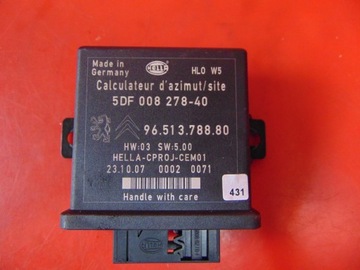 Made in
Germany
HELLA
HLO W5
Calculateur d'azimut/site
5DF 008 278-40
96.513.788.80
HW:03 SW:5.00
HELLA-CPROJ-CEM01
23.10.07 0002 0071
431
Handle with care